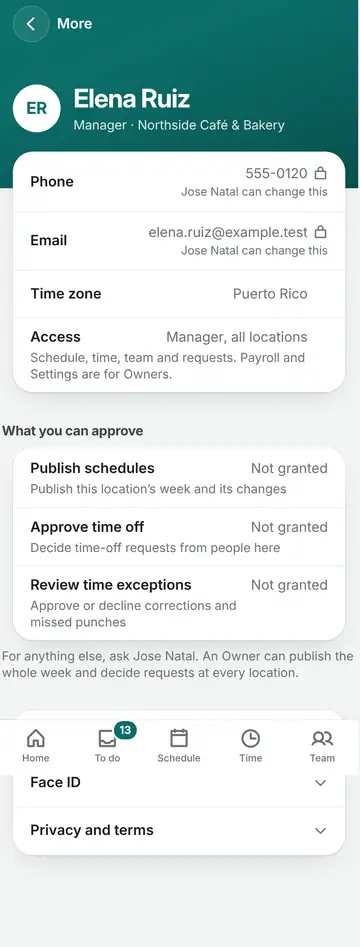 More
ER
Elena Ruiz
Manager · Northside Café & Bakery
Phone
555-0120
Jose Natal can change this
Email
elena.ruiz@example.test
Jose Natal can change this
Time zone
Puerto Rico
Access
Manager, all locations
Schedule, time, team and requests. Payroll and
Settings are for Owners.
What you can approve
Publish schedules
Not granted
Publish this location's week and its changes
Approve time off
Not granted
Decide time-off requests from people here
Review time exceptions
Not granted
Approve or decline corrections and
missed punches
For anything else, ask Jose Natal. An Owner can publish the
whole week and decide requests at every location.
13
Home
To do
Schedule
Time
Team
Face ID
Privacy and terms